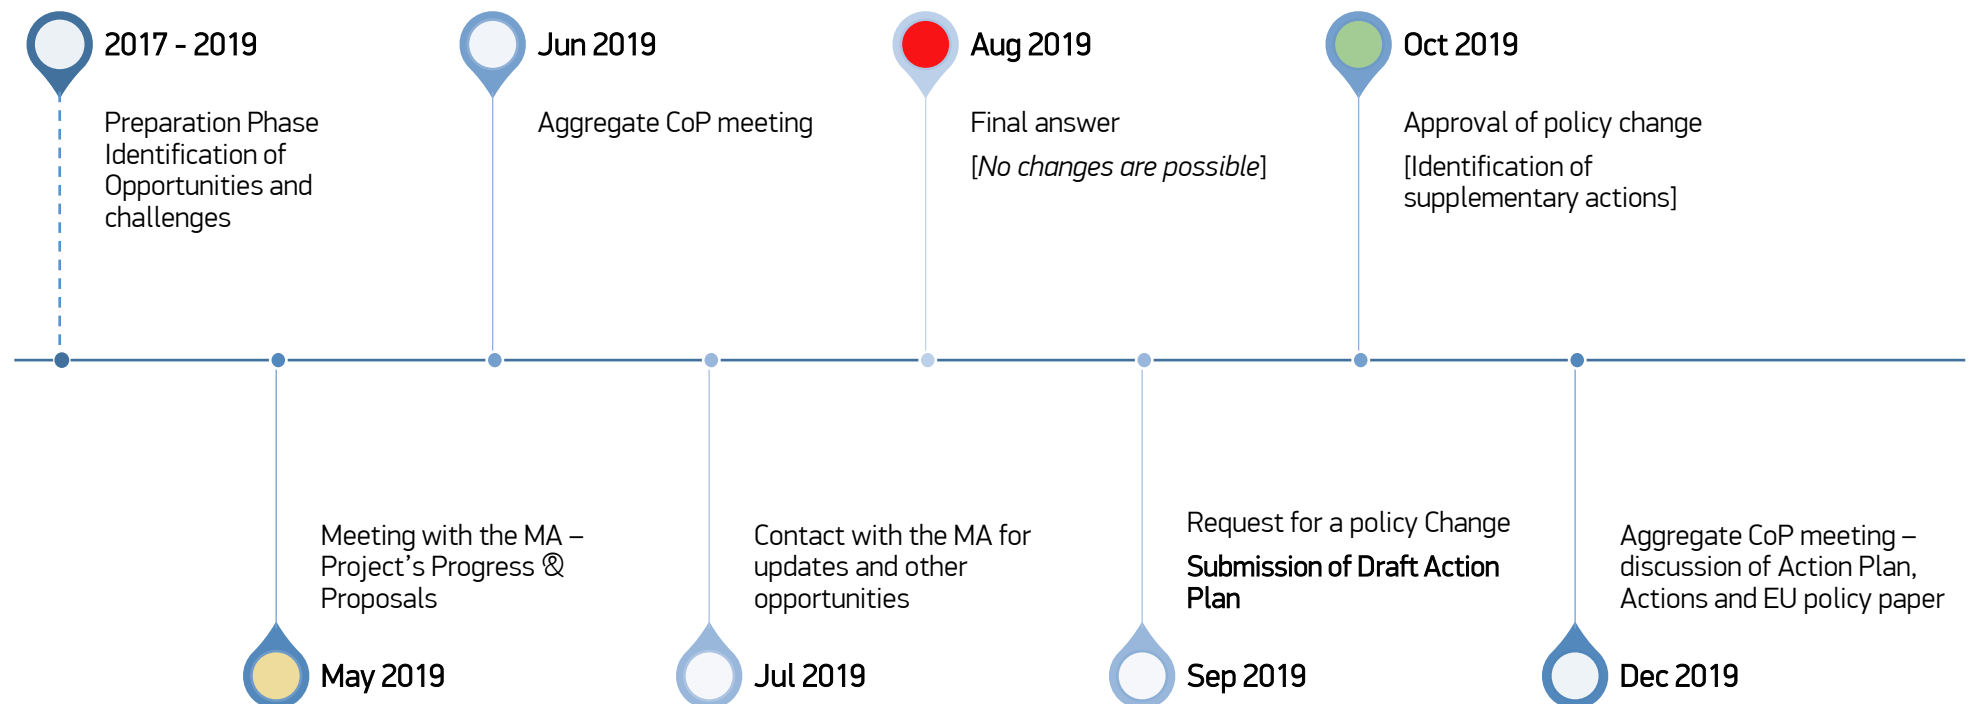 2017 - 2019
Preparation Phase
Identification of
Opportunities and
challenges
Jun 2019
Aggregate CoP meeting
Aug 2019
Final answer
[No changes are possible]
Oct 2019
Approval of policy change
[Identification of
supplementary actions]
Meeting with the MA –
Project’s Progress &
Proposals
May 2019
Contact with the MA for
updates and other
opportunities
Jul 2019
Request for a policy Change
Submission of Draft Action
Plan
Sep 2019
Aggregate CoP meeting –
discussion of Action Plan,
Actions and EU policy paper
Dec 2019